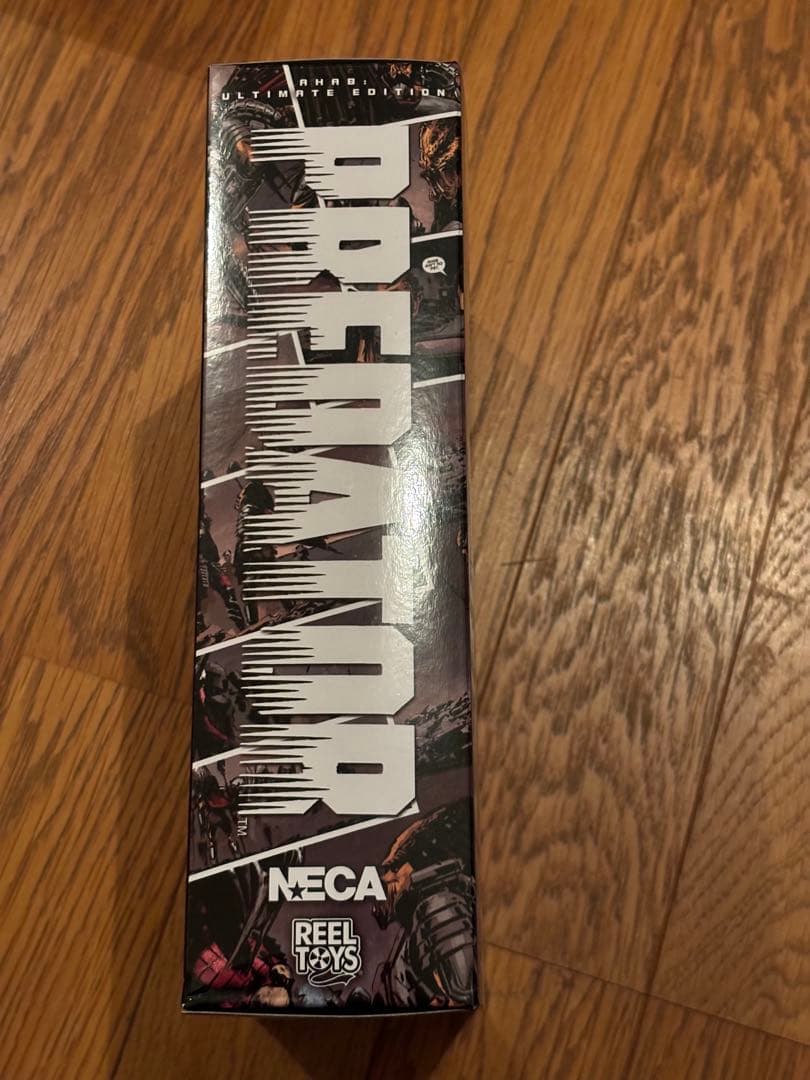 AHAB:
ULTIMATE EDITION
PREDATOR
TM
NECA
REEL
TOYS